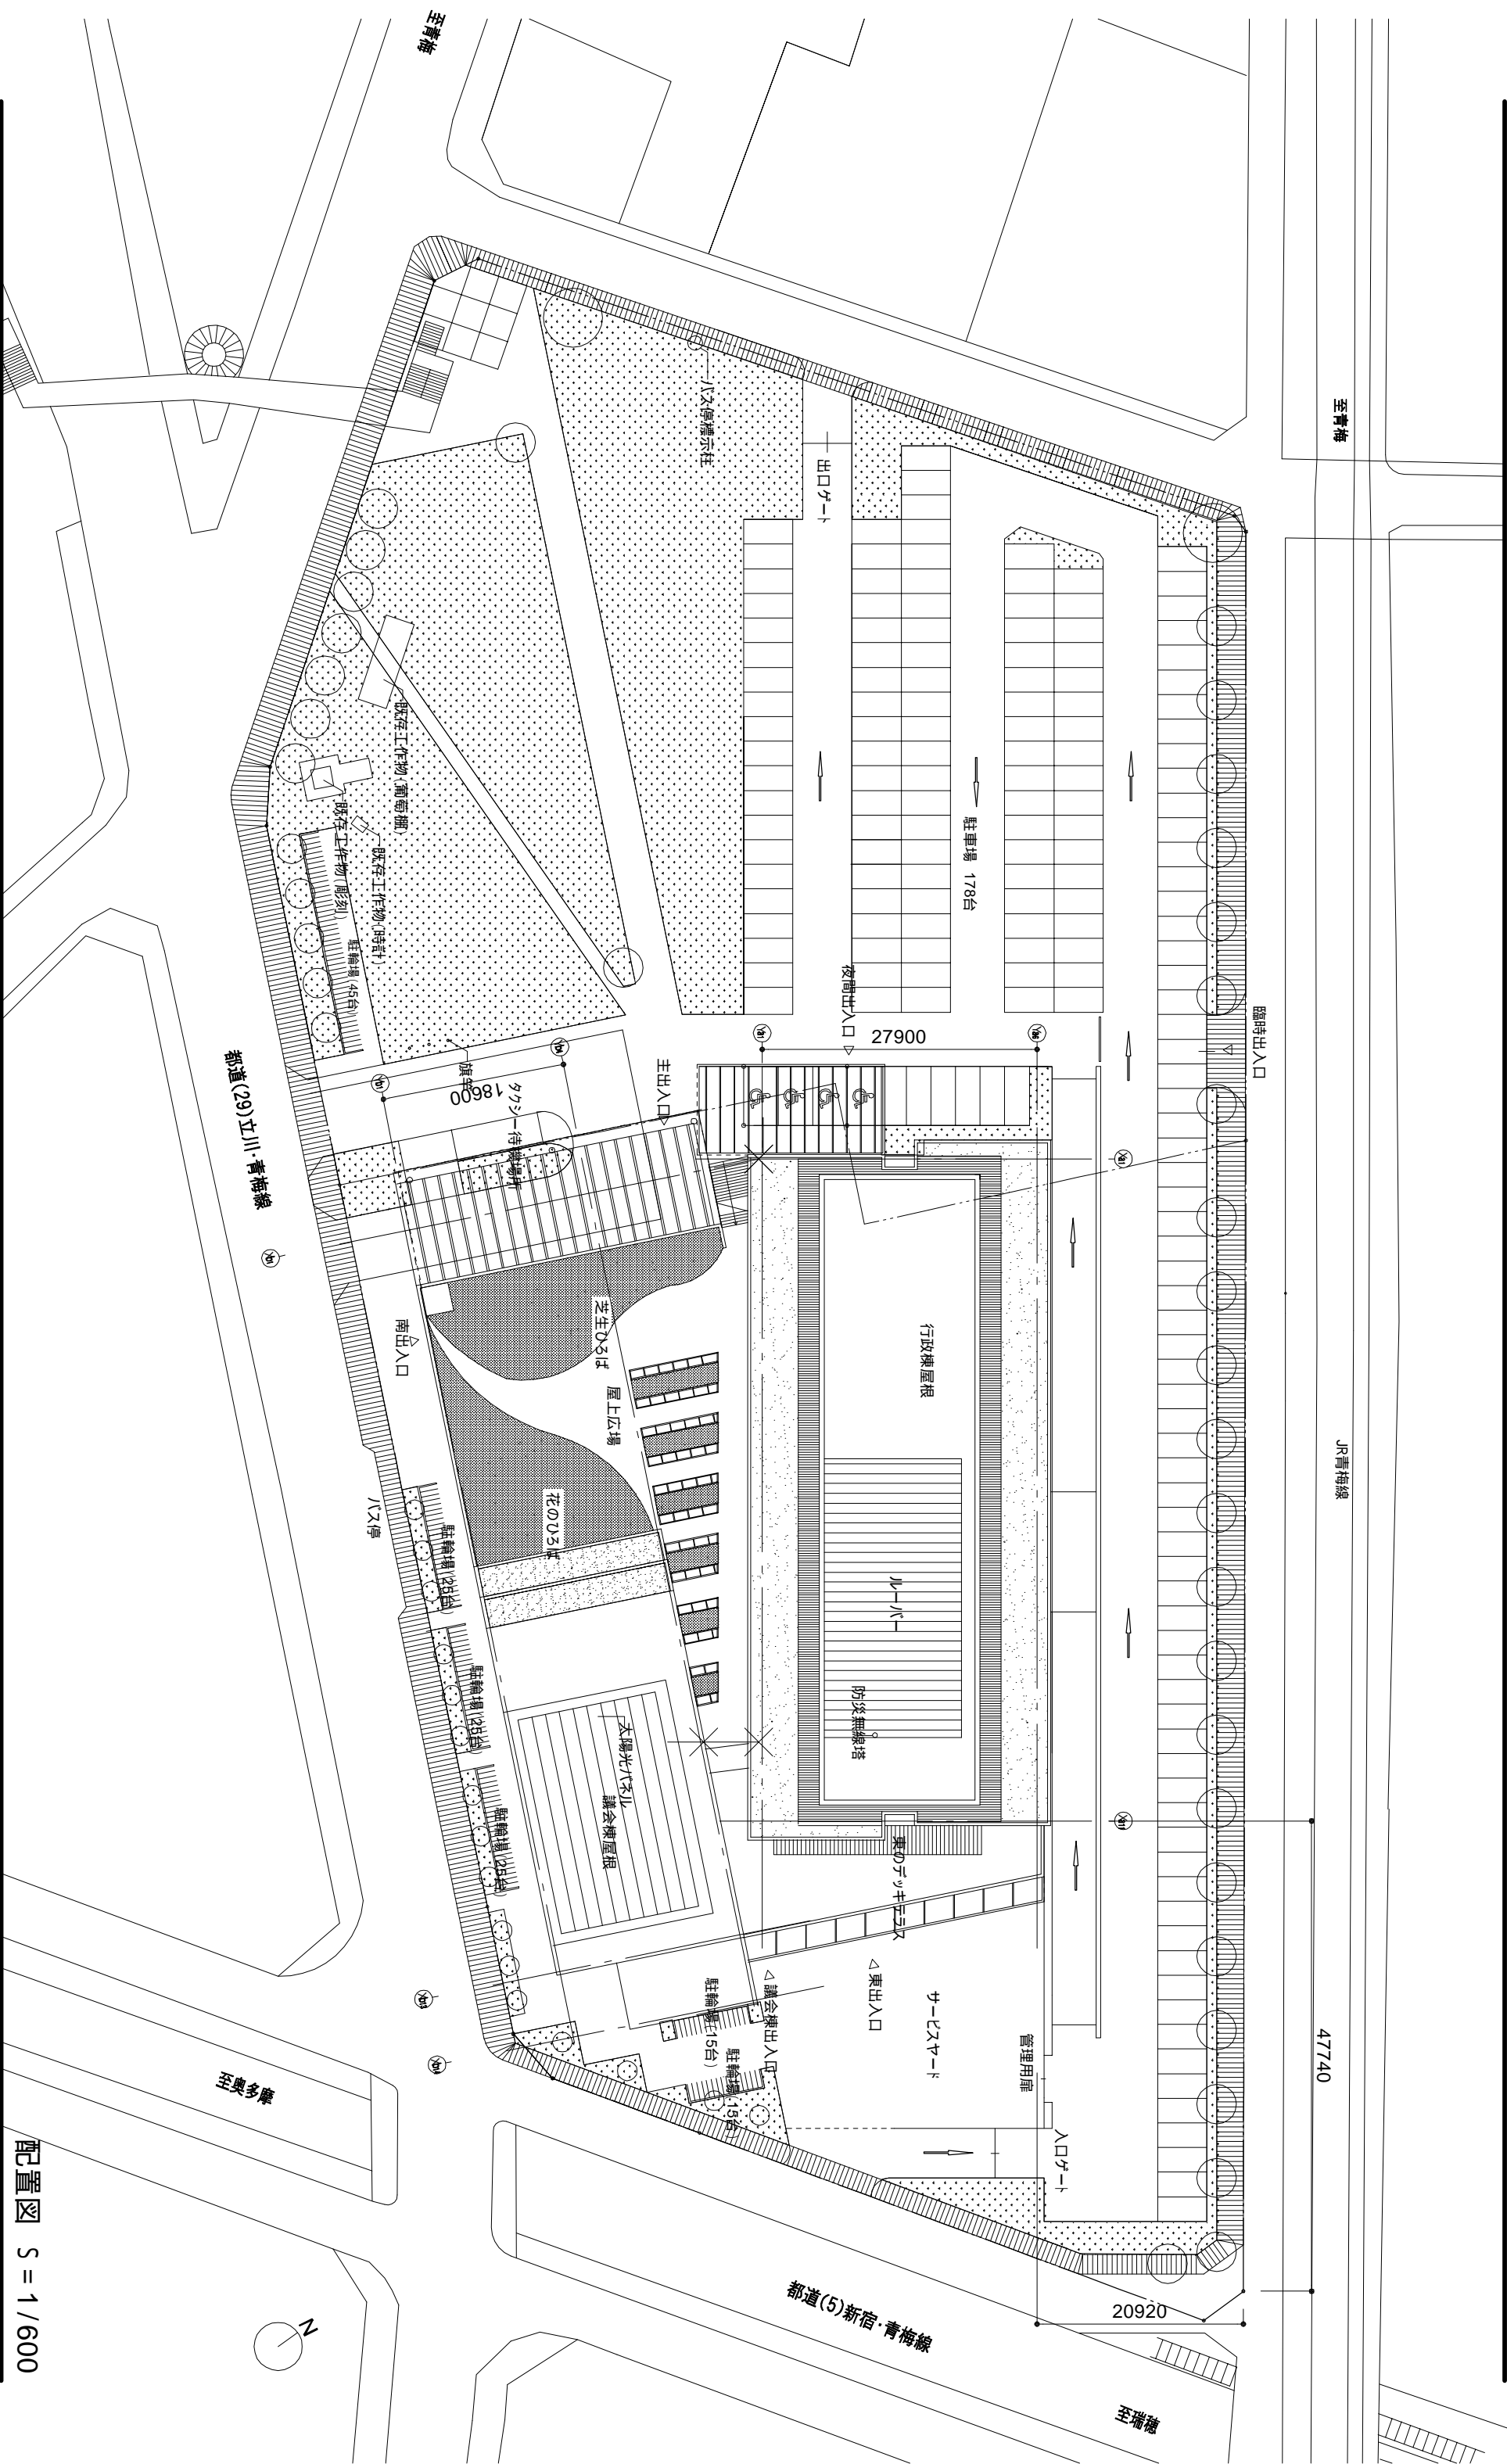 至青梅
至青梅
バス停標示柱
出口ゲート
既存工作物(葡萄棚)
既存工作物(彫刻)
既存工作物(時計)
駐輪場(45台)
駐車場 178台
夜間出入口
臨時出入口
27900
18600
旗竿
タクシー待機場所
主出入口
都道(29)立川・青梅線
南出入口
芝生ひろば
屋上広場
花のひろば
行政棟屋根
ルーバー
防災無線塔
JR青梅線
バス停
駐輪場(25台)
駐輪場(25台)
駐輪場(25台)
太陽光パネル
議会棟屋根
東のデッキテラス
東出入口
議会棟出入口
駐輪場(15台)
駐輪場(15台)
サービスヤード
管理用扉
入口ゲート
47740
20920
至奥多摩
都道(5)新宿・青梅線
至瑞穂
N
配置図 S=1/600